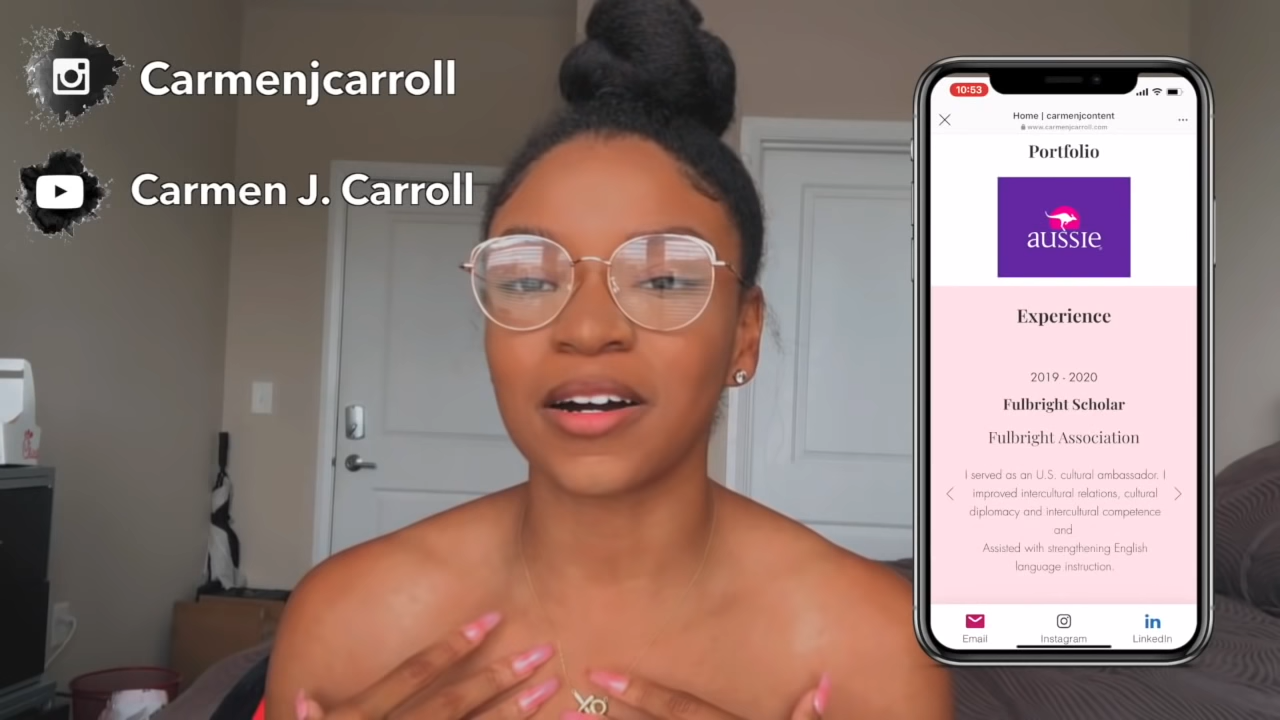 Carmenjcarroll
Carmen J. Carroll
10:53
Home | carmenjcontent
www.carmenjcarroll.com
Portfolio
aussie
Experience
2019 - 2020
Fulbright Scholar
Fulbright Association
I served as an U.S. cultural ambassador. I
improved intercultural relations, cultural
diplomacy and intercultural competence
and
Assisted with strengthening English
language instruction.
Email
Instagram
LinkedIn
XO